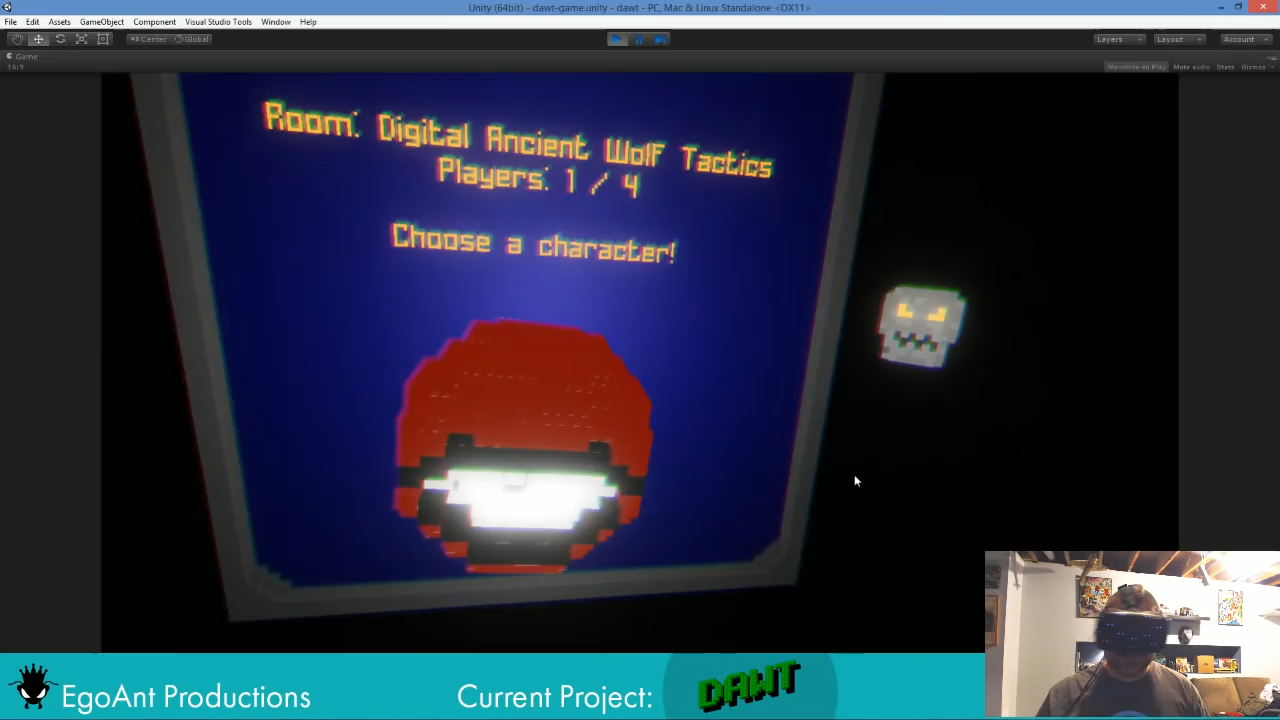 Unity (64bit) - dawt-game.unity - dawt - PC, Mac & Linux Standalone <DX11>
File Edit Assets GameObject Component Visual Studio Tools Window Help
Center Global Layers Layout Account
Game
16:9 Maximize on Play Mute audio Stats Gizmos
Room: Digital Ancient Wolf Tactics
Players: 1 / 4
Choose a character!
EgoAnt Productions Current Project: DAWT